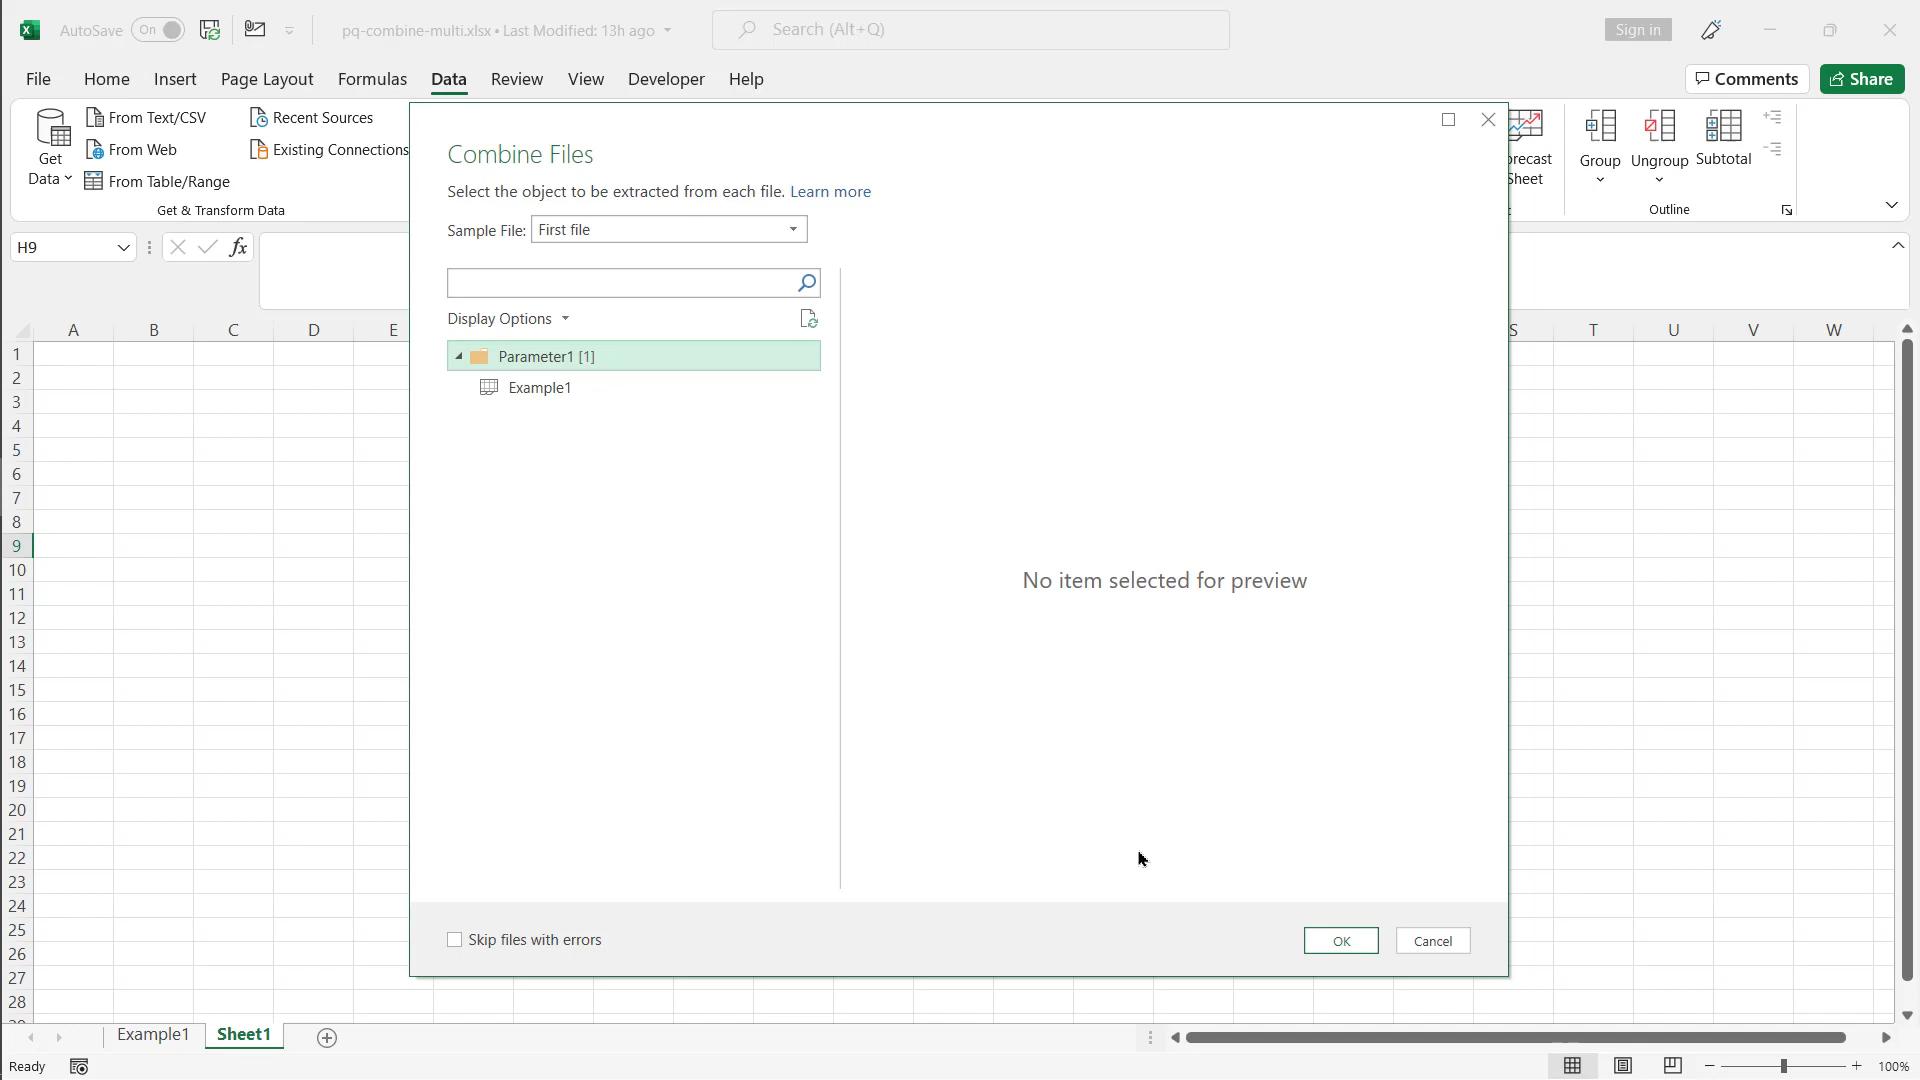 AutoSave On pq-combine-multi.xlsx • Last Modified: 13h ago Search (Alt+Q) Sign in
File Home Insert Page Layout Formulas Data Review View Developer Help Comments Share
Get Data
From Text/CSV
From Web
From Table/Range
Recent Sources
Existing Connections
Get & Transform Data
orecast
Sheet
Group
Ungroup
Subtotal
Outline
H9 fx
A B C D E S T U V W
1
2
3
4
5
6
7
8
9
10
11
12
13
14
15
16
17
18
19
20
21
22
23
24
25
26
27
28
Combine Files
Select the object to be extracted from each file. Learn more
Sample File: First file
Display Options
Parameter1 [1]
Example1
No item selected for preview
Skip files with errors OK Cancel
Example1 Sheet1
Ready 100%